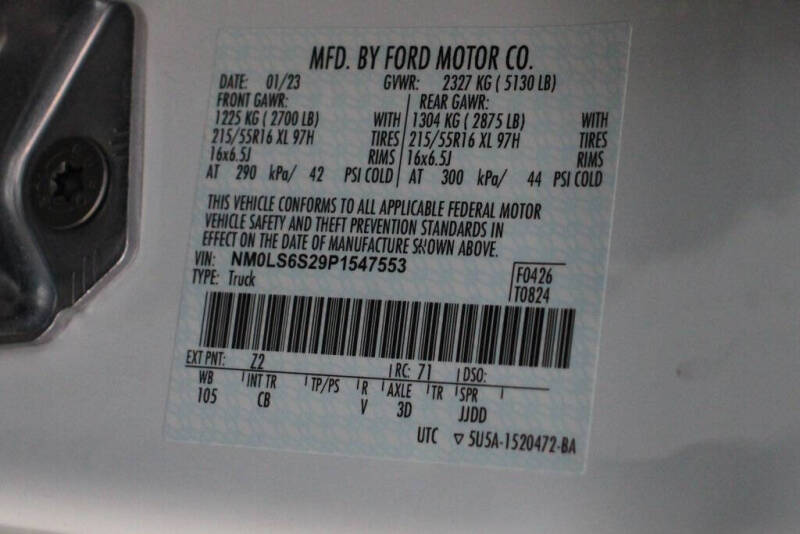 MFD. BY FORD MOTOR CO.
DATE: 01/23 GVWR: 2327 KG ( 5130 LB)
FRONT GAWR: REAR GAWR:
1225 KG ( 2700 LB) WITH 1304 KG ( 2875 LB) WITH
215/55R16 XL 97H TIRES 215/55R16 XL 97H TIRES
16x6.5J RIMS 16x6.5J RIMS
AT 290 kPa/ 42 PSI COLD AT 300 kPa/ 44 PSI COLD
THIS VEHICLE CONFORMS TO ALL APPLICABLE FEDERAL MOTOR
VEHICLE SAFETY AND THEFT PREVENTION STANDARDS IN
EFFECT ON THE DATE OF MANUFACTURE SHOWN ABOVE.
VIN: NM0LS6S29P1547553
TYPE: Truck
F0426
T0824
EXT PNT: Z2 RC: 71 DSO:
WB INT TR TP/PS R AXLE TR SPR
105 CB V 3D JJDD
UTC ▽ 5U5A-1520472-BA